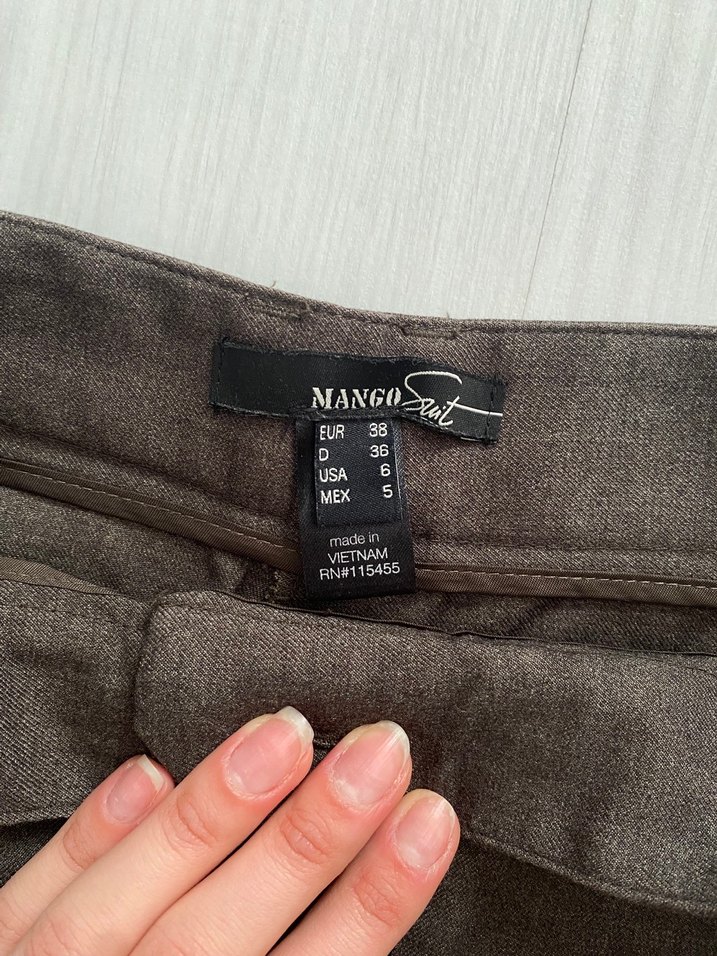 MANGO Suit
EUR 38
D 36
USA 6
MEX 5
made in
VIETNAM
RN#115455